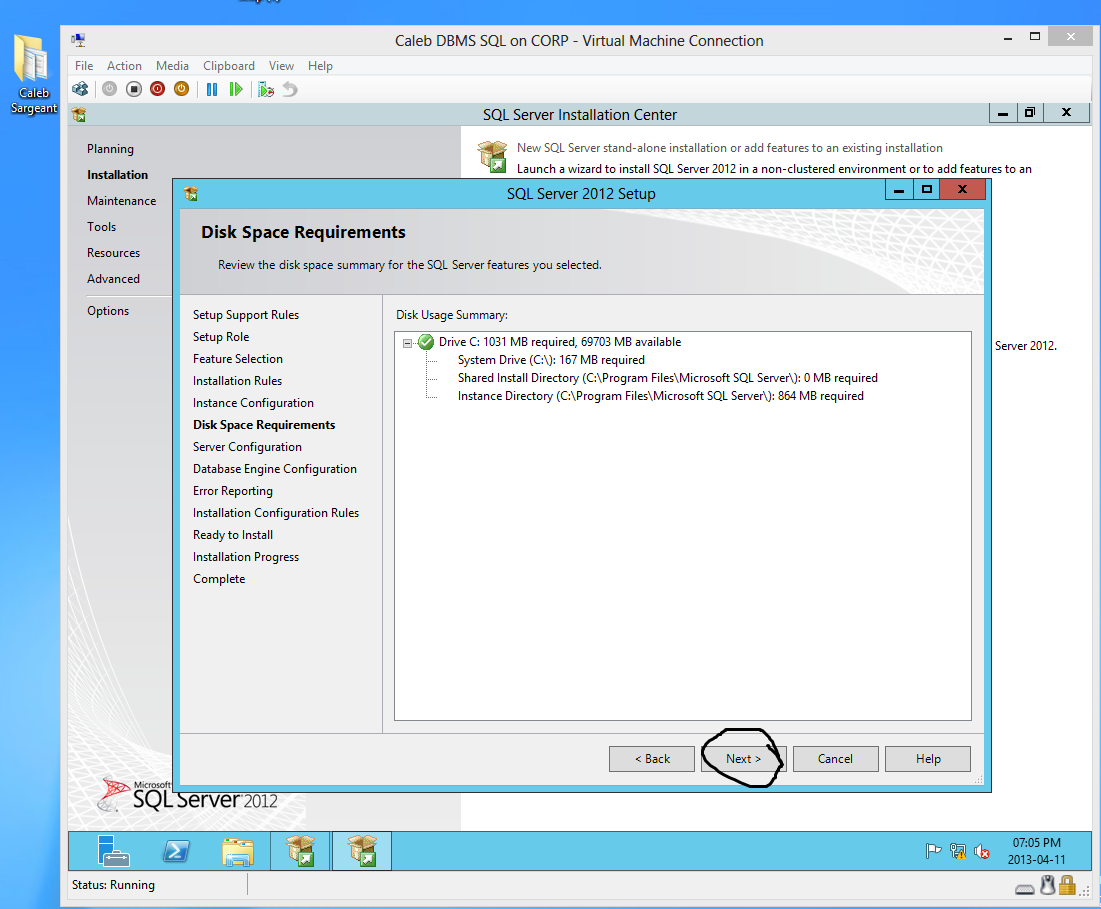 Caleb
Sargeant
Caleb DBMS SQL on CORP - Virtual Machine Connection
File Action Media Clipboard View Help
SQL Server Installation Center
Planning
Installation
Maintenance
Tools
Resources
Advanced
Options
New SQL Server stand-alone installation or add features to an existing installation
Launch a wizard to install SQL Server 2012 in a non-clustered environment or to add features to an
Server 2012.
SQL Server 2012 Setup
Disk Space Requirements
Review the disk space summary for the SQL Server features you selected.
Setup Support Rules
Setup Role
Feature Selection
Installation Rules
Instance Configuration
Disk Space Requirements
Server Configuration
Database Engine Configuration
Error Reporting
Installation Configuration Rules
Ready to Install
Installation Progress
Complete
Disk Usage Summary:
Drive C: 1031 MB required, 69703 MB available
System Drive (C:\): 167 MB required
Shared Install Directory (C:\Program Files\Microsoft SQL Server\): 0 MB required
Instance Directory (C:\Program Files\Microsoft SQL Server\): 864 MB required
< Back Next > Cancel Help
Microsoft
SQL Server 2012
07:05 PM
2013-04-11
Status: Running